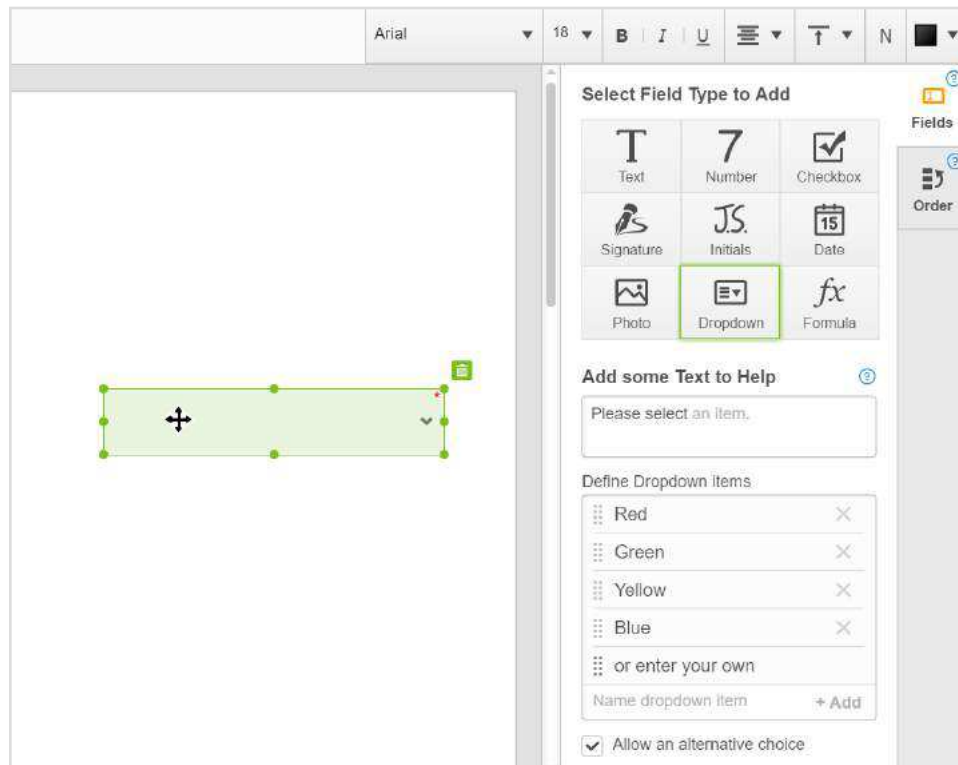 Arial 18 B I U N
Select Field Type to Add
Fields
T 7
Text Number Checkbox
Order
J.S. 15
Signature Initials Date
fx
Photo Dropdown Formula
Add some Text to Help ?
*
Please select an item.
Define Dropdown items
Red
Green
Yellow
Blue
or enter your own
Name dropdown item + Add
Allow an alternative choice